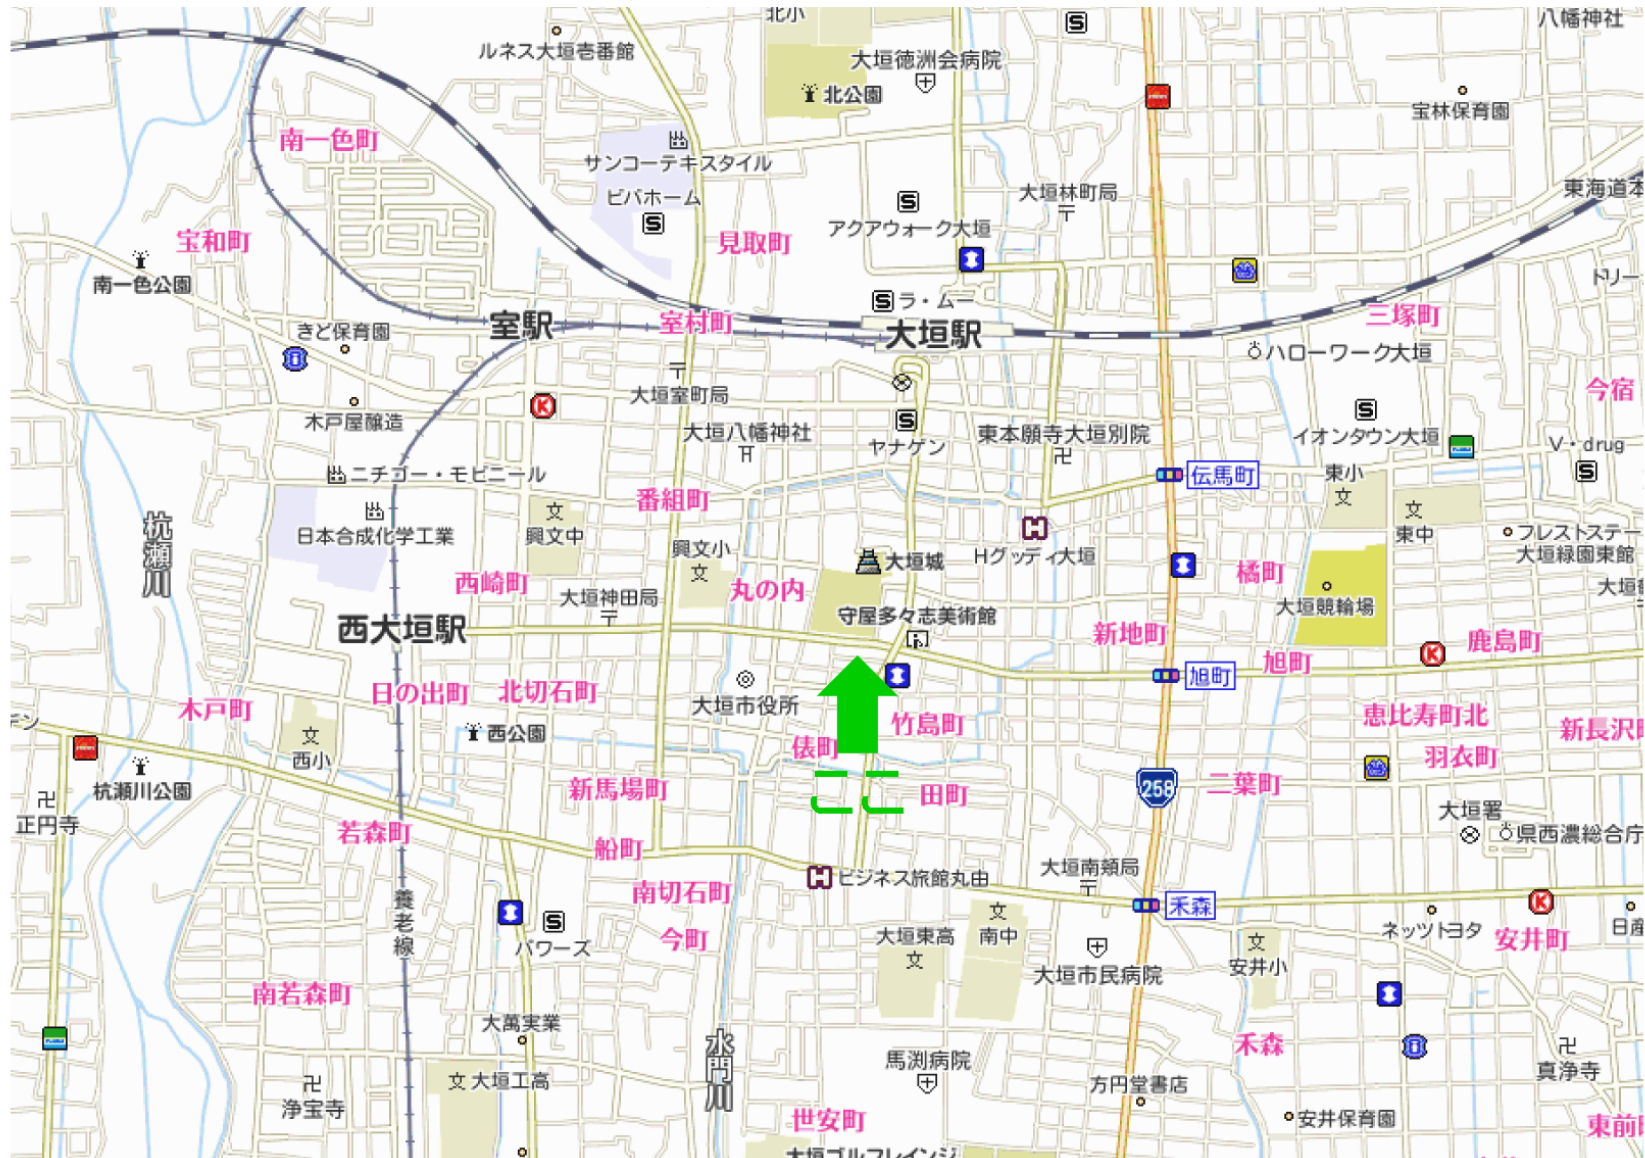 北小
八幡神社
ルネス大垣壱番館
大垣徳洲会病院
北公園
宝林保育園
南一色町
サンコーテキスタイル
ビバホーム
大垣林町局
東海道本
アクアウォーク大垣
宝和町
見取町
南一色公園
ドリー
ラ・ムー
室駅
室村町
大垣駅
三塚町
きど保育園
ハローワーク大垣
大垣室町局
今宿
木戸屋醸造
大垣八幡神社
ヤナゲン
東本願寺大垣別院
イオンタウン大垣
V・drug
ニチゴー・モビニール
伝馬町
東小
番組町
杭瀬川
日本合成化学工業
興文中
東中
フレストステー
大垣緑園東館
興文小
大垣城
Hグッディ大垣
西崎町
丸の内
橘町
大垣
大垣神田局
大垣競輪場
守屋多々志美術館
西大垣駅
新地町
鹿島町
旭町
旭町
日の出町
北切石町
大垣市役所
木戸町
竹島町
恵比寿町北
新長沢町
デン
西公園
俵町
羽衣町
西小
杭瀬川公園
新馬場町
田町
258
二葉町
正円寺
若森町
大垣署
県西濃総合庁
船町
大垣南頬局
ビジネス旅館丸由
南切石町
禾森
養老線
パワーズ
今町
大垣東高
南中
ネッツトヨタ
安井町
日産
大垣市民病院
安井小
南若森町
大萬実業
水門川
禾森
馬渕病院
真浄寺
大垣工高
方円堂書店
浄宝寺
世安町
安井保育園
東前町
大垣ゴルフレインジ